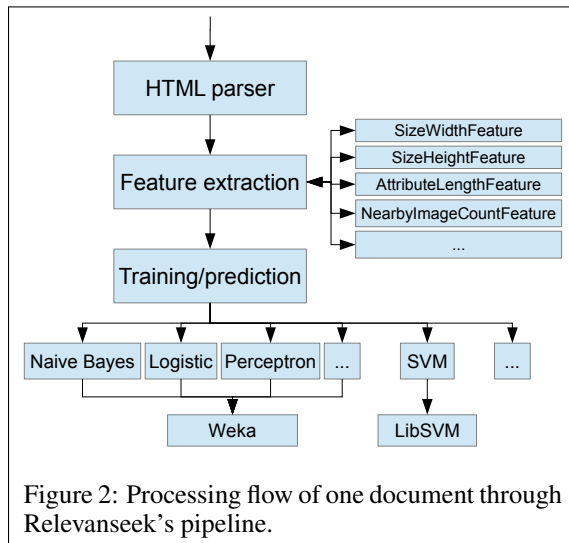 HTML parser
Feature extraction
SizeWidthFeature
SizeHeightFeature
AttributeLengthFeature
NearbyImageCountFeature
...
Training/prediction
Naive Bayes Logistic Perceptron ... SVM ...
Weka LibSVM
Figure 2: Processing flow of one document through
Relevanseek's pipeline.